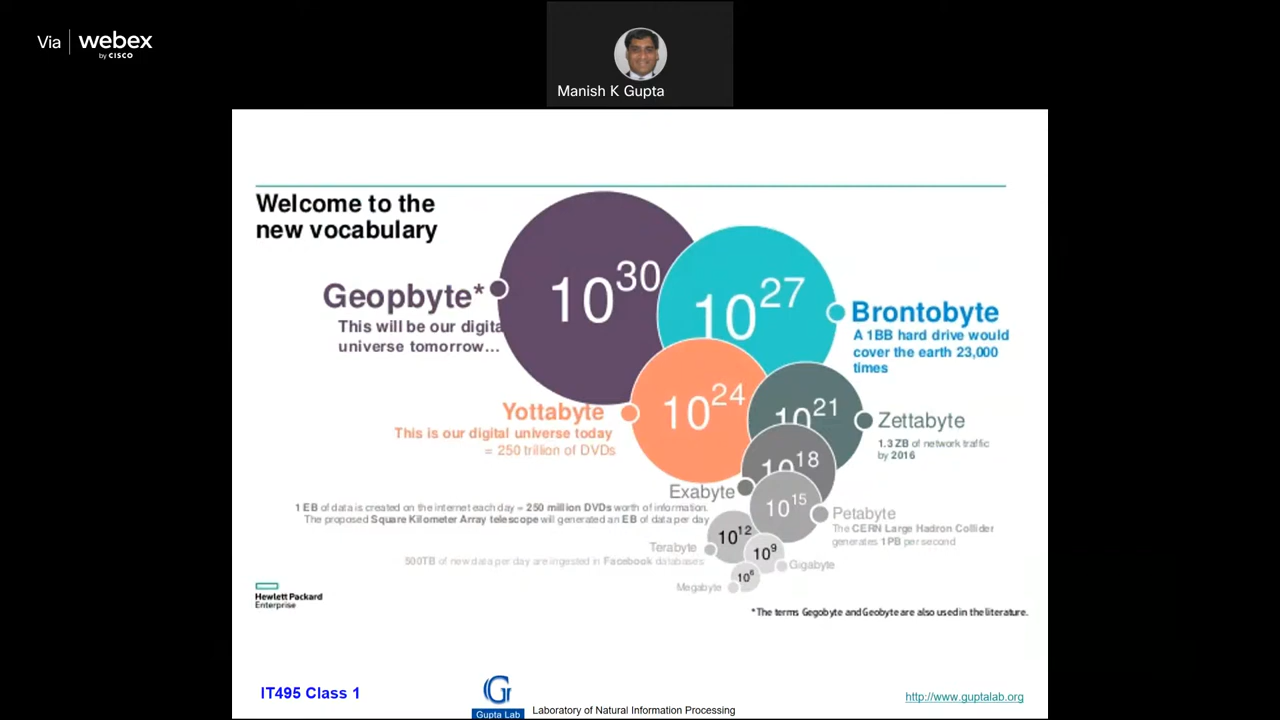 Via webex
by CISCO
Manish K Gupta
Welcome to the
new vocabulary
Geopbyte*
This will be our digita
universe tomorrow...
10^30
10^27
Brontobyte
A 1BB hard drive would
cover the earth 23,000
times
Yottabyte
This is our digital universe today
= 250 trillion of DVDs
10^24
10^21
Zettabyte
1.3 ZB of network traffic
by 2016
10^18
Exabyte
1 EB of data is created on the internet each day = 250 million DVDs worth of information.
The proposed Square Kilometer Array telescope will generated an EB of data per day
10^15
Petabyte
The CERN Large Hadron Collider
generates 1PB per second
10^12
Terabyte
500TB of new data per day are ingested in Facebook databases
10^9
Gigabyte
10^6
Megabyte
Hewlett Packard
Enterprise
*The terms Gegobyte and Geobyte are also used in the literature.
IT495 Class 1
G
Gupta Lab
Laboratory of Natural Information Processing
http://www.guptalab.org